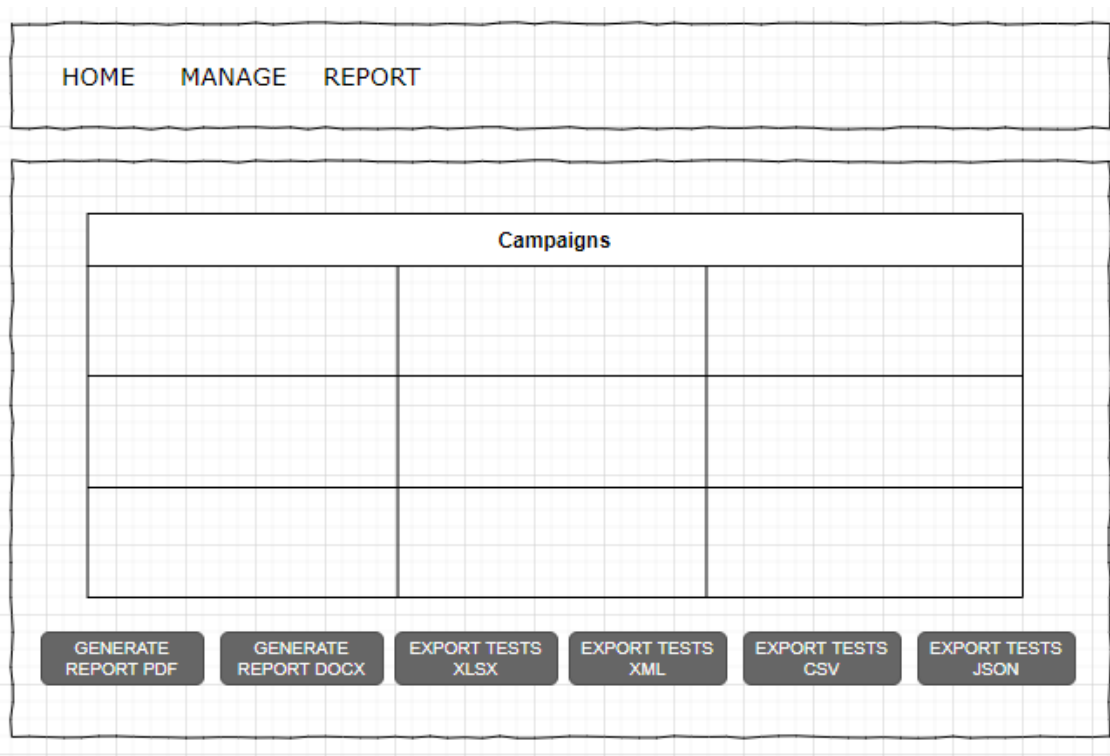 HOME MANAGE REPORT
Campaigns
GENERATE
REPORT PDF
GENERATE
REPORT DOCX
EXPORT TESTS
XLSX
EXPORT TESTS
XML
EXPORT TESTS
CSV
EXPORT TESTS
JSON